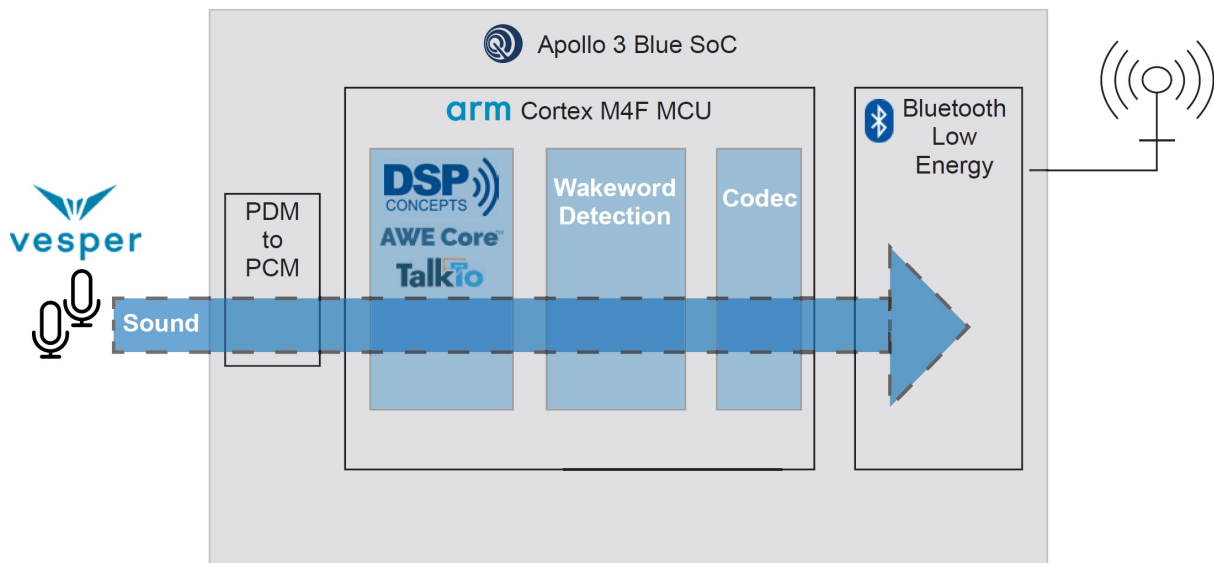 Apollo 3 Blue SoC
arm Cortex M4F MCU
Bluetooth
Low
Energy
DSP
CONCEPTS
AWE Core™
TalkTo
Wakeword
Detection
Codec
PDM
to
PCM
vesper
Sound